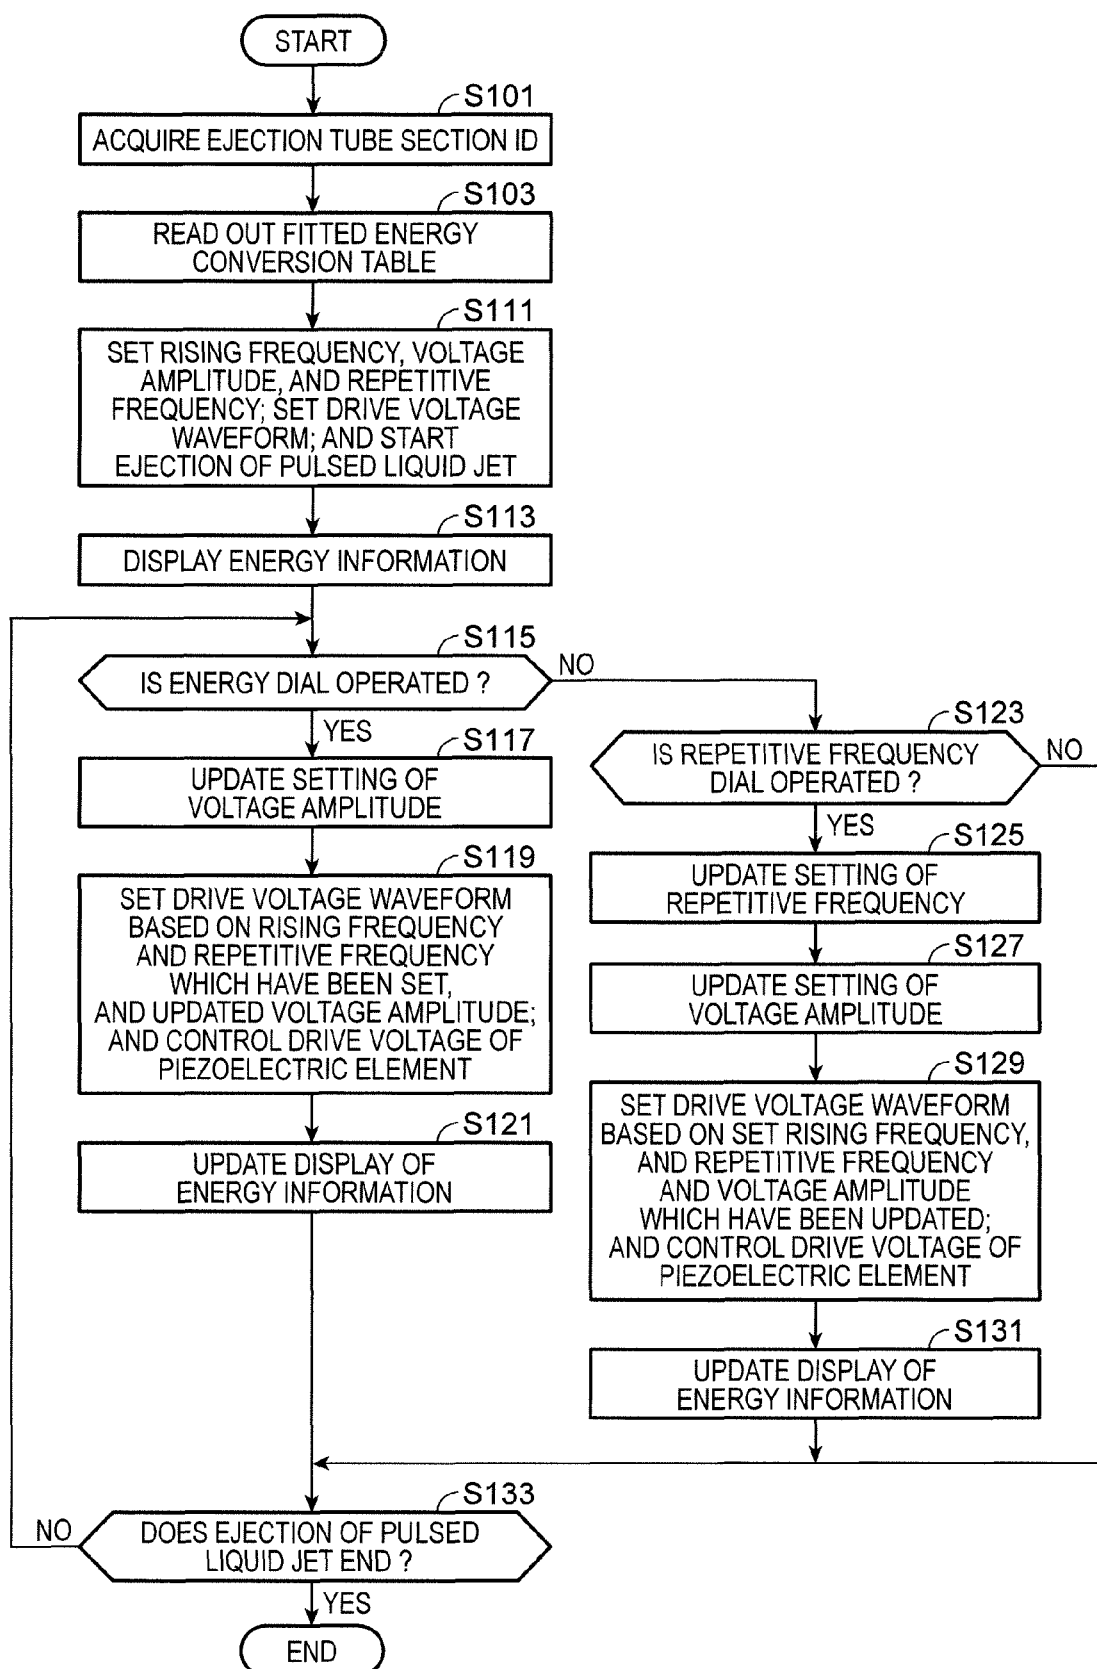 START
S101
ACQUIRE EJECTION TUBE SECTION ID
S103
READ OUT FITTED ENERGY
CONVERSION TABLE
S111
SET RISING FREQUENCY, VOLTAGE
AMPLITUDE, AND REPETITIVE
FREQUENCY; SET DRIVE VOLTAGE
WAVEFORM; AND START
EJECTION OF PULSED LIQUID JET
S113
DISPLAY ENERGY INFORMATION
S115
IS ENERGY DIAL OPERATED ?
NO
YES
S117
UPDATE SETTING OF
VOLTAGE AMPLITUDE
S119
SET DRIVE VOLTAGE WAVEFORM
BASED ON RISING FREQUENCY
AND REPETITIVE FREQUENCY
WHICH HAVE BEEN SET,
AND UPDATED VOLTAGE AMPLITUDE;
AND CONTROL DRIVE VOLTAGE OF
PIEZOELECTRIC ELEMENT
S121
UPDATE DISPLAY OF
ENERGY INFORMATION
S123
IS REPETITIVE FREQUENCY
DIAL OPERATED ?
NO
YES
S125
UPDATE SETTING OF
REPETITIVE FREQUENCY
S127
UPDATE SETTING OF
VOLTAGE AMPLITUDE
S129
SET DRIVE VOLTAGE WAVEFORM
BASED ON SET RISING FREQUENCY,
AND REPETITIVE FREQUENCY
AND VOLTAGE AMPLITUDE
WHICH HAVE BEEN UPDATED;
AND CONTROL DRIVE VOLTAGE OF
PIEZOELECTRIC ELEMENT
S131
UPDATE DISPLAY OF
ENERGY INFORMATION
S133
NO
DOES EJECTION OF PULSED
LIQUID JET END ?
YES
END